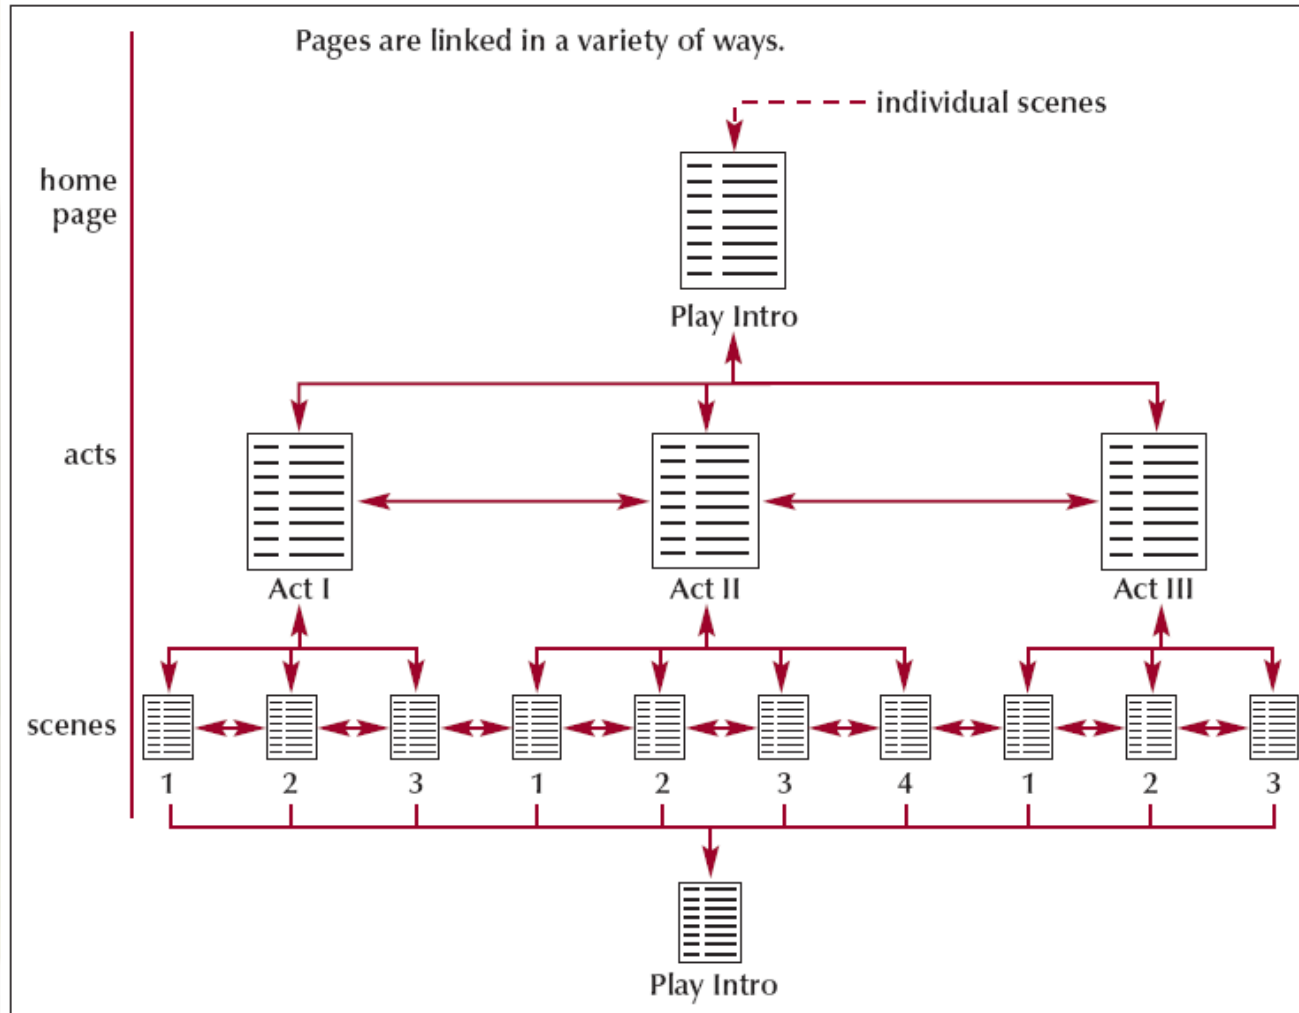 Pages are linked in a variety of ways.
individual scenes
home
page
Play Intro
acts
Act I
Act II
Act III
scenes
1 2 3 1 2 3 4 1 2 3
Play Intro